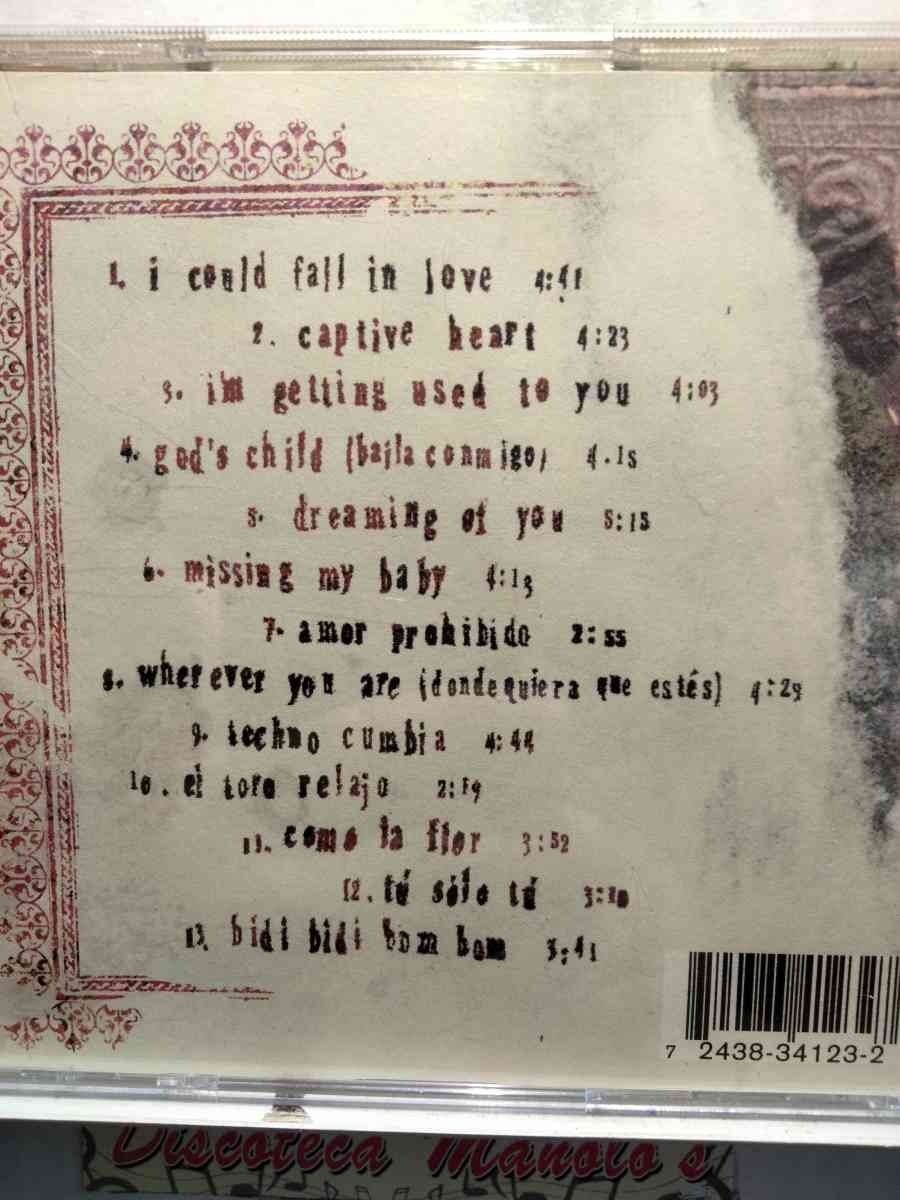 1. i could fall in love 4:41
2. captive heart 4:23
3. i'm getting used to you 4:03
4. god's child (baila conmigo) 4.15
5. dreaming of you 5:15
6. missing my baby 4:13
7. amor prohibido 2:55
8. wherever you are (dondequiera que estés) 4:29
9. techno cumbia 4:44
10. el toro relajo 2:19
11. como la flor 3:52
12. tú sólo tú 3:10
13. bidi bidi bom bom 3:41
7 2438-34123-2
Discoteca Manolo's